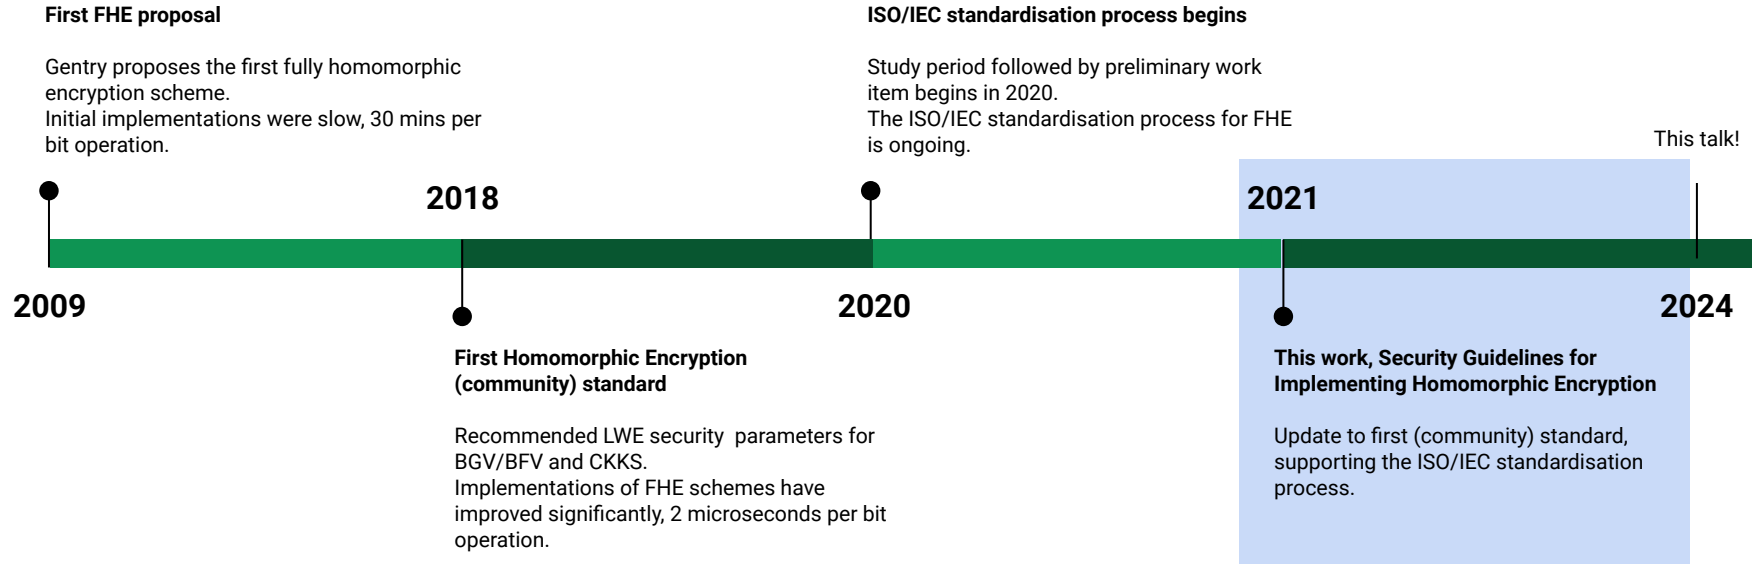 First FHE proposal
Gentry proposes the first fully homomorphic
encryption scheme.
Initial implementations were slow, 30 mins per
bit operation.
ISO/IEC standardisation process begins
Study period followed by preliminary work
item begins in 2020.
The ISO/IEC standardisation process for FHE
is ongoing.
This talk!
2018
2021
2009
2020
2024
First Homomorphic Encryption
(community) standard
Recommended LWE security  parameters for
BGV/BFV and CKKS.
Implementations of FHE schemes have
improved significantly, 2 microseconds per bit
operation.
This work, Security Guidelines for
Implementing Homomorphic Encryption
Update to first (community) standard,
supporting the ISO/IEC standardisation
process.